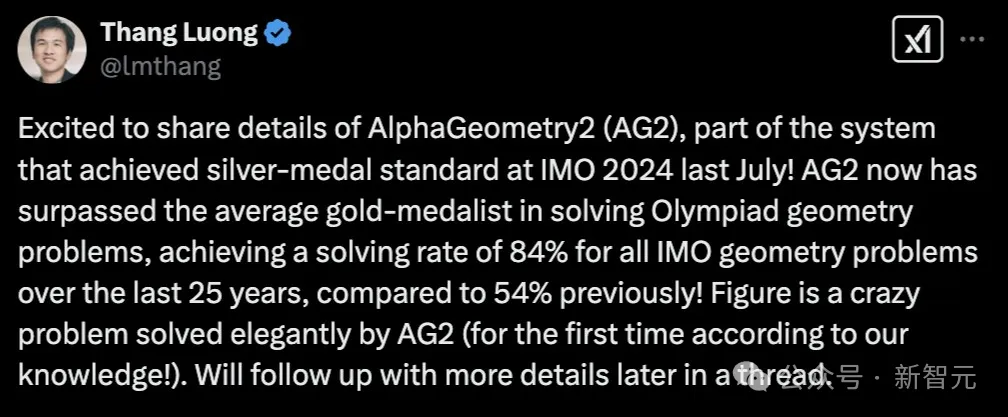 Thang Luong
@lmthang
Excited to share details of AlphaGeometry2 (AG2), part of the system
that achieved silver-medal standard at IMO 2024 last July! AG2 now has
surpassed the average gold-medalist in solving Olympiad geometry
problems, achieving a solving rate of 84% for all IMO geometry problems
over the last 25 years, compared to 54% previously! Figure is a crazy
problem solved elegantly by AG2 (for the first time according to our
knowledge!). Will follow up with more details later in a thread.
公众号 · 新智元